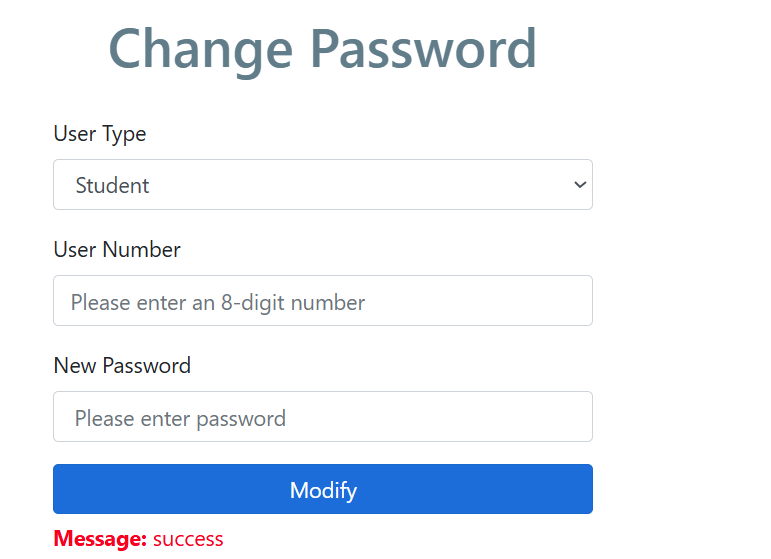 Change Password
User Type
Student
User Number
Please enter an 8-digit number
New Password
Please enter password
Modify
Message: success